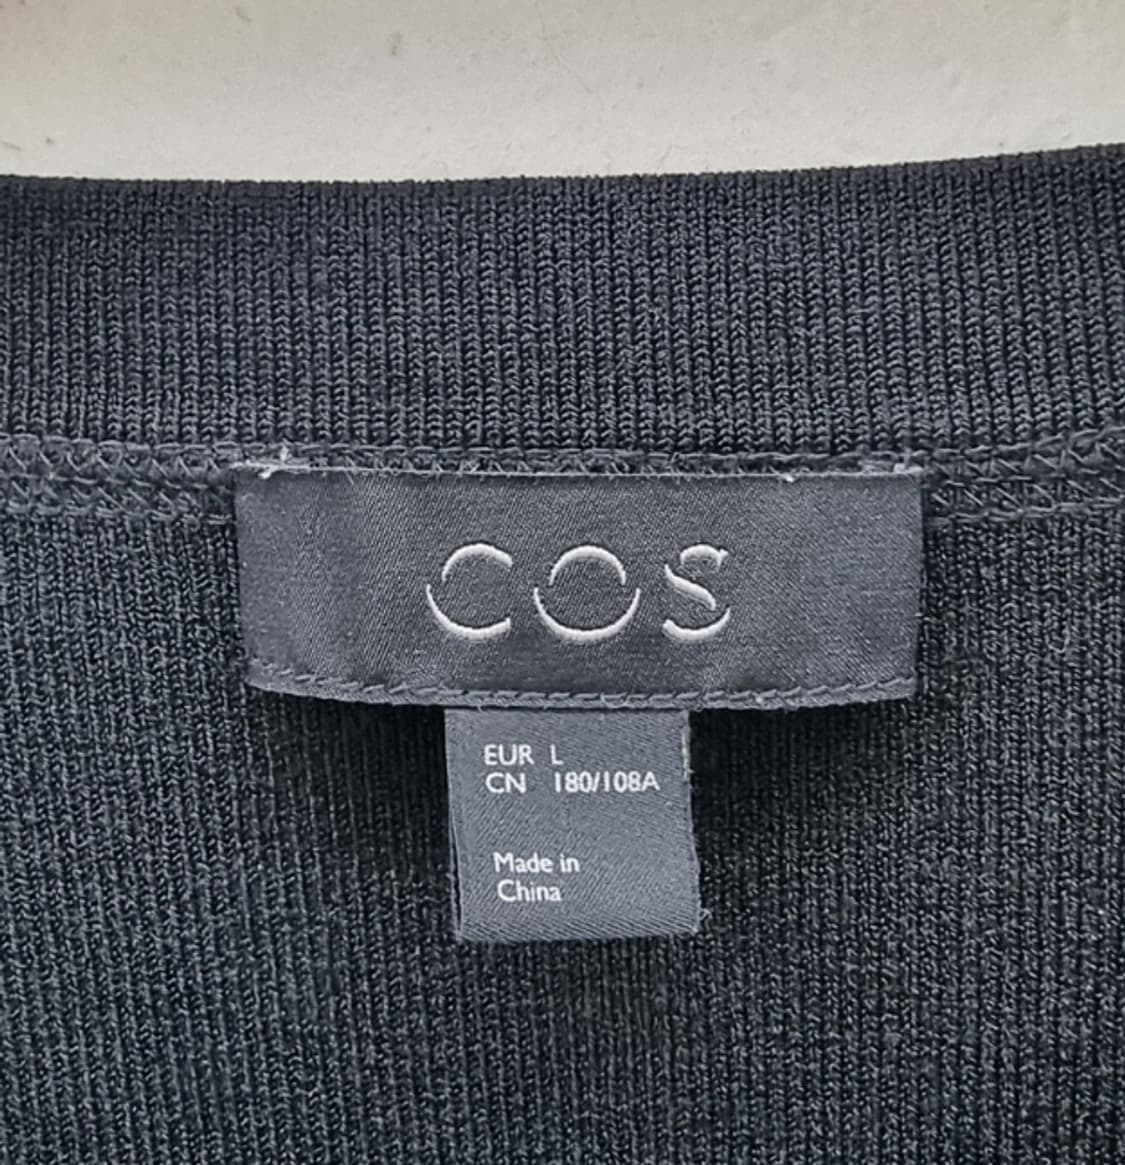 COS
EUR L
CN 180/108A
Made in
China